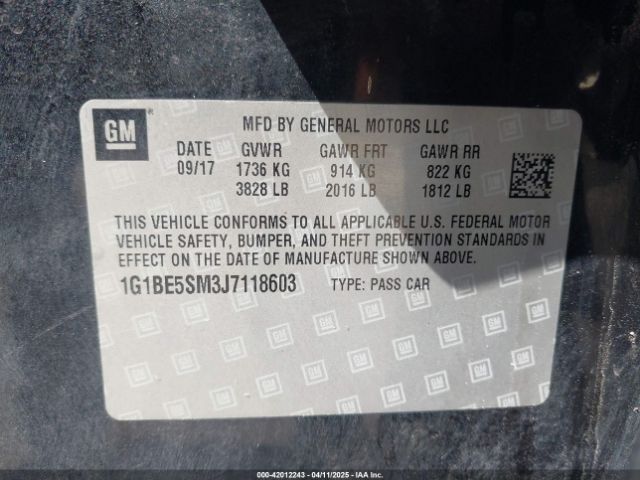 GM ®
MFD BY GENERAL MOTORS LLC
DATE GVWR GAWR FRT GAWR RR
09/17 1736 KG 914 KG 822 KG
3828 LB 2016 LB 1812 LB
THIS VEHICLE CONFORMS TO ALL APPLICABLE U.S. FEDERAL MOTOR
VEHICLE SAFETY, BUMPER, AND THEFT PREVENTION STANDARDS IN
EFFECT ON THE DATE OF MANUFACTURE SHOWN ABOVE.
1G1BE5SM3J7118603 TYPE: PASS CAR
000-42012243 - 04/11/2025 - IAAI.COM